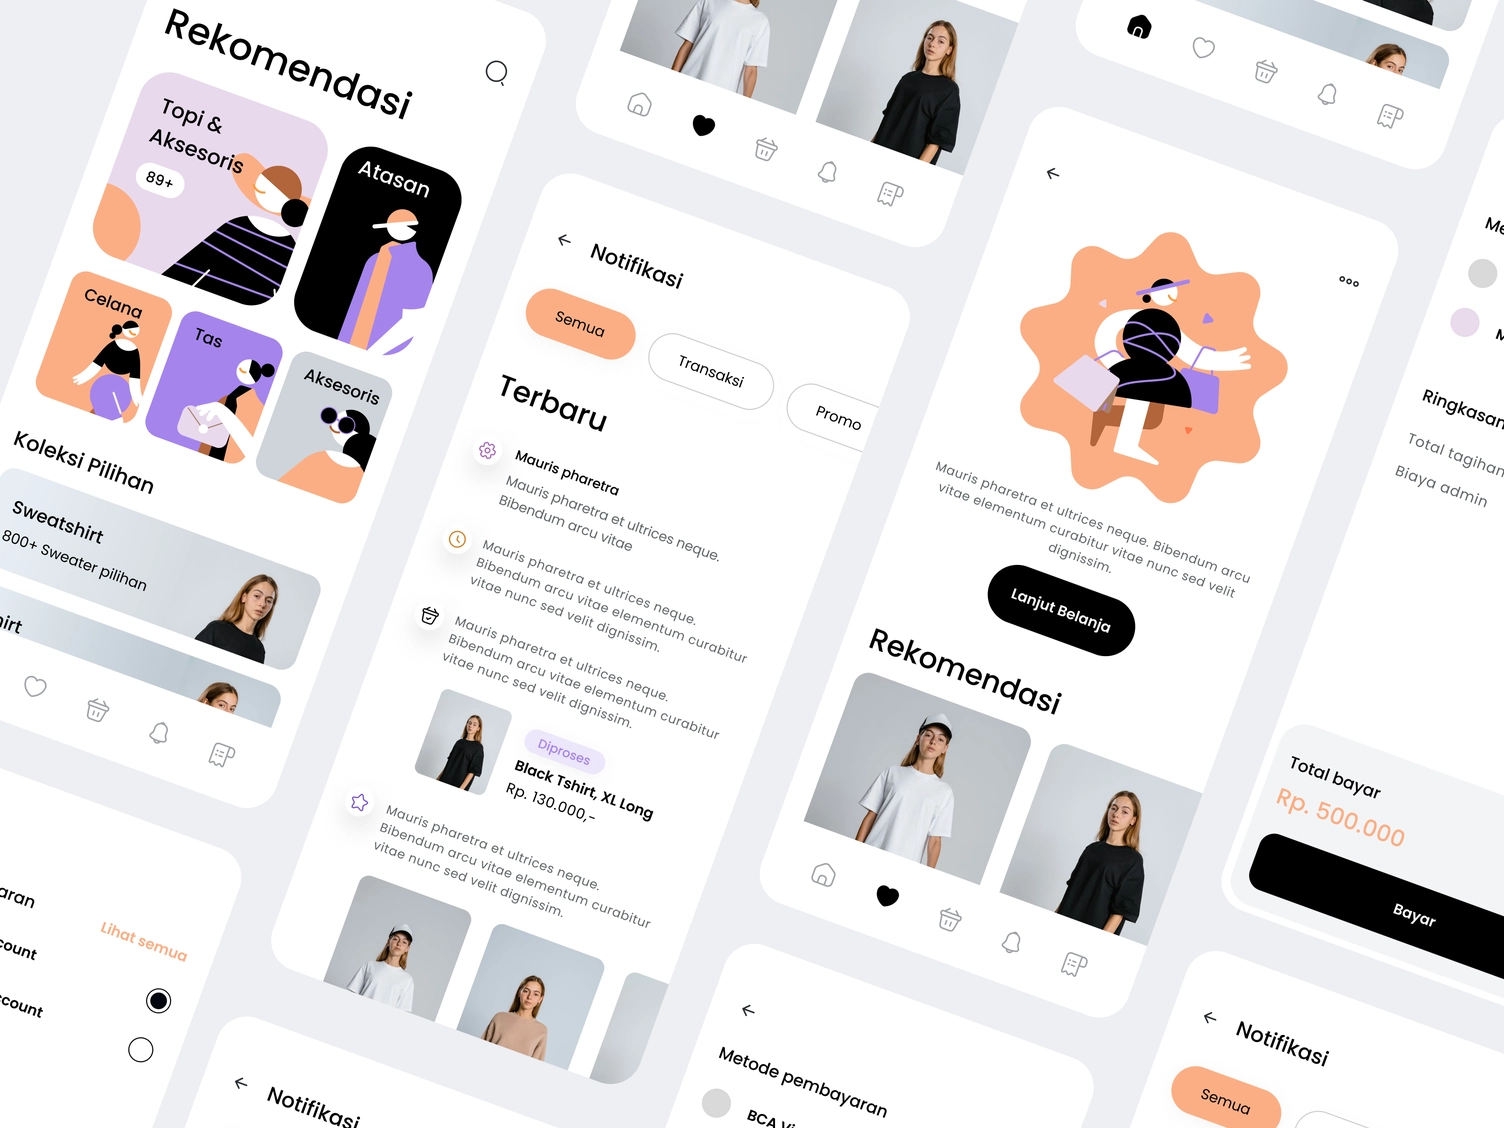 Rekomendasi
Topi &
Aksesoris
89+
Atasan
Celana
Tas
Aksesoris
Koleksi Pilihan
Sweatshirt
800+ Sweater pilihan
Lihat semua
Notifikasi
Semua
Transaksi
Promo
Terbaru
Mauris pharetra
Mauris pharetra et ultrices neque.
Bibendum arcu vitae
Mauris pharetra et ultrices neque.
Bibendum arcu vitae elementum curabitur
vitae nunc sed velit dignissim.
Mauris pharetra et ultrices neque.
Bibendum arcu vitae elementum curabitur
vitae nunc sed velit dignissim.
Diproses
Black Tshirt, XL Long
Rp. 130.000,-
Mauris pharetra et ultrices neque.
Bibendum arcu vitae elementum curabitur
vitae nunc sed velit dignissim.
Notifikasi
Mauris pharetra et ultrices neque. Bibendum arcu
vitae elementum curabitur vitae nunc sed velit
dignissim.
Lanjut Belanja
Rekomendasi
Metode pembayaran
BCA
Ringkasan
Total tagihan
Biaya admin
Total bayar
Rp. 500.000
Bayar
Notifikasi
Semua